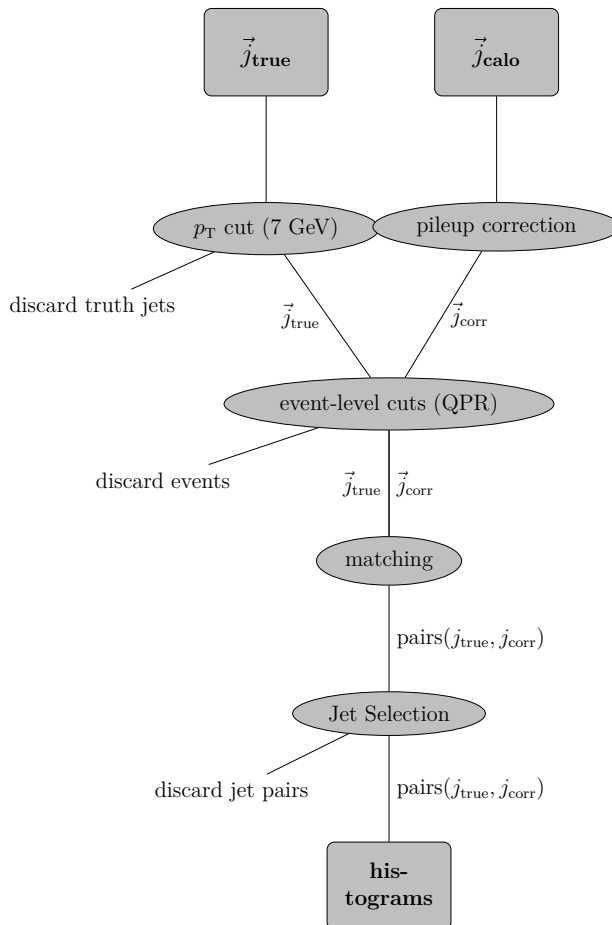 j⃗true
j⃗calo
pT cut (7 GeV)
pileup correction
discard truth jets
j⃗true
j⃗corr
event-level cuts (QPR)
discard events
j⃗true
j⃗corr
matching
pairs(jtrue, jcorr)
Jet Selection
discard jet pairs
pairs(jtrue, jcorr)
his-
tograms